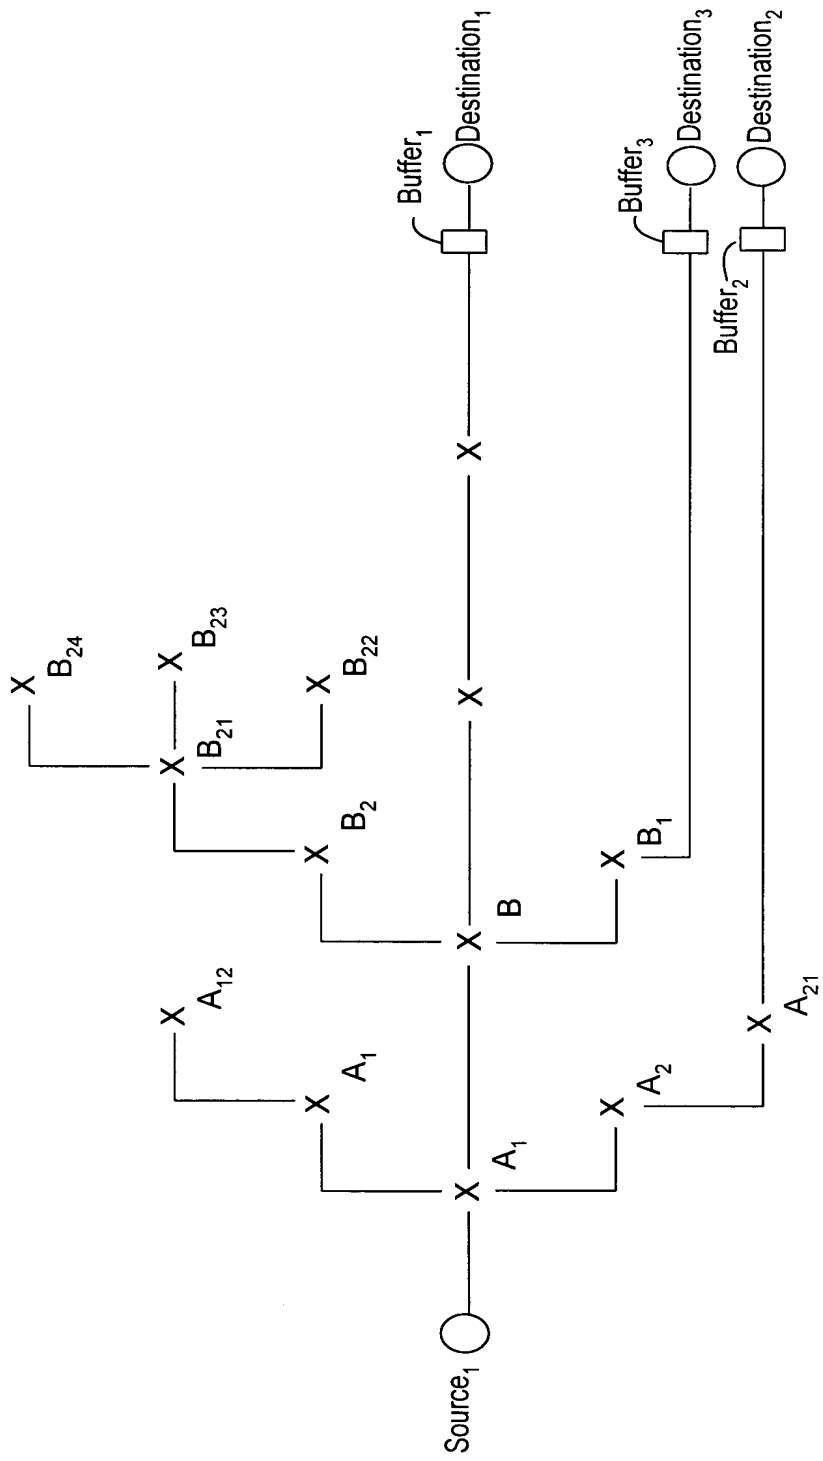 Source₁
A₁
A₁
A₁₂
A₂
A₂₁
B
B₂
B₁
B₂₁
B₂₄
B₂₃
B₂₂
X
X
X
X
X
X
X
X
X
X
X
X
X
X
Buffer₁
Destination₁
Buffer₃
Destination₃
Buffer₂
Destination₂